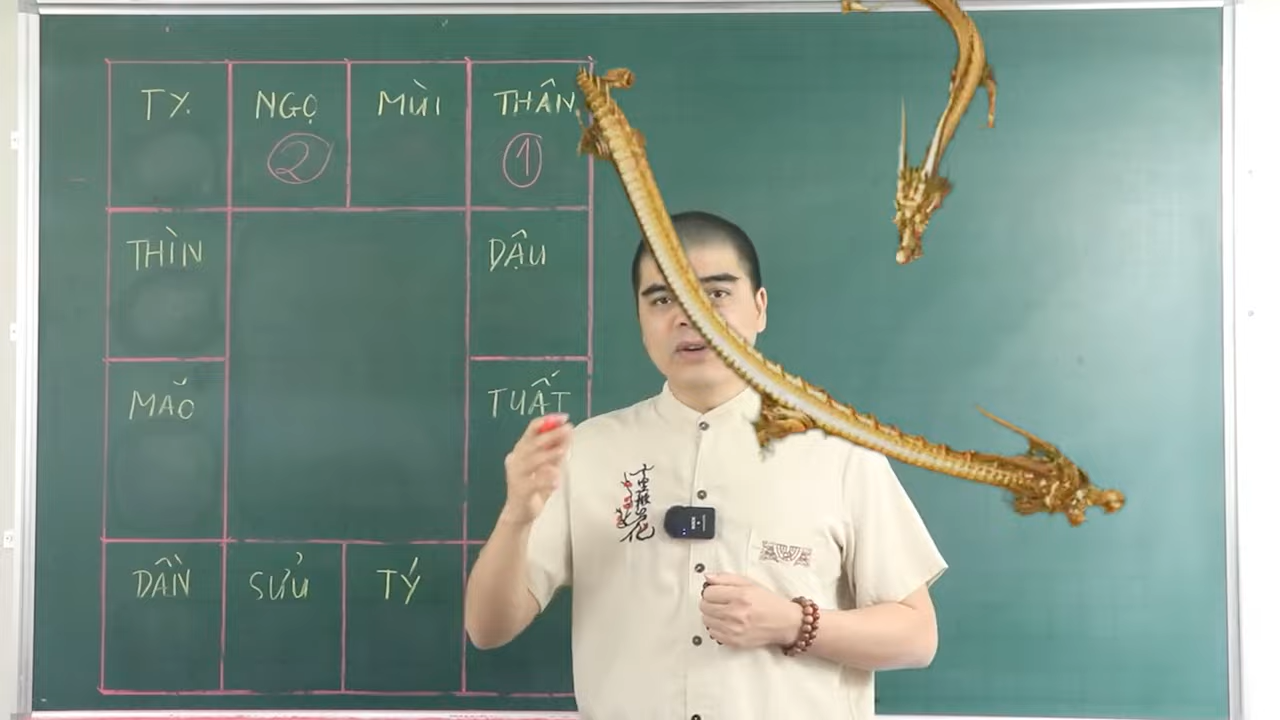 TỴ NGỌ MÙI THÂN
② ①
THÌN DẬU
MÃO TUẤT
DẦN SỬU TÝ